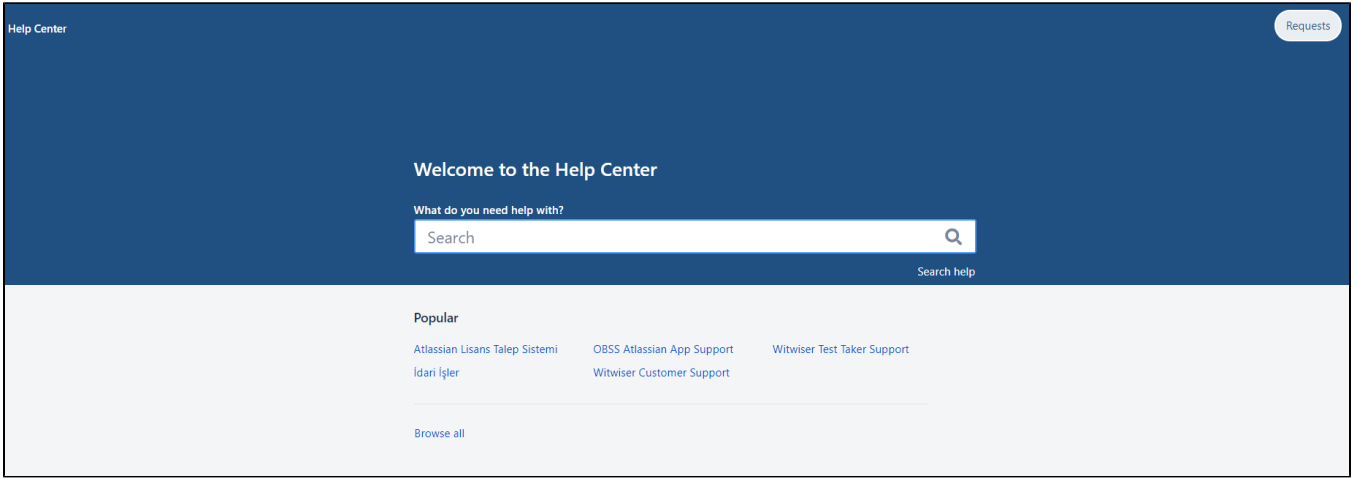 Help Center
Requests
Welcome to the Help Center
What do you need help with?
Search
Search help
Popular
Atlassian Lisans Talep Sistemi OBSS Atlassian App Support Witwiser Test Taker Support
İdari İşler Witwiser Customer Support
Browse all